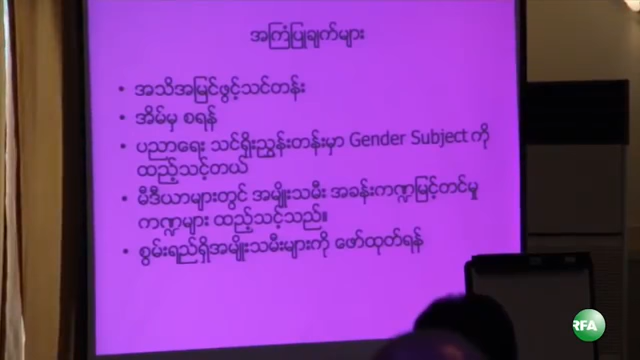 အကြံပြုချက်များ
• အသိအမြင်ဖွင့်သင်တန်း
• အိမ်မှ စရန်
• ပညာရေး သင်ရိုးညွှန်းတန်းမှာ Gender Subject ကို
ထည့်သင့်တယ်
• မီဒီယာများတွင် အမျိုးသမီး အခန်းကဏ္ဍမြှင့်တင်မှု
ကဏ္ဍများ ထည့်သင့်သည်။
• စွမ်းရည်ရှိအမျိုးသမီးများကို ဖော်ထုတ်ရန်
RFA